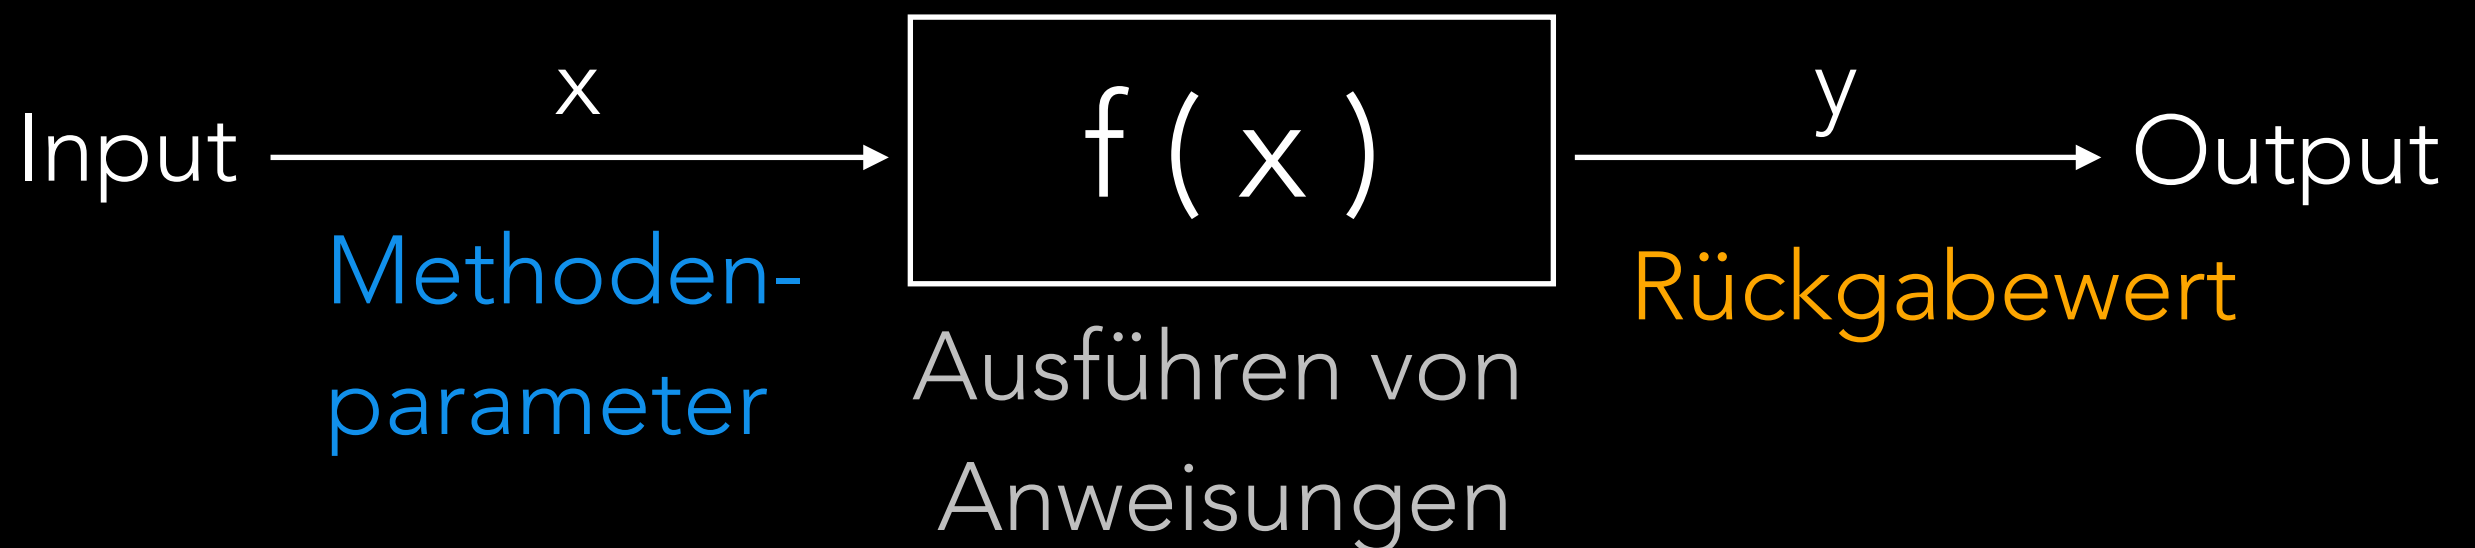 Input
x
f(x)
y
Output
Methoden-
parameter
Ausführen von
Anweisungen
Rückgabewert